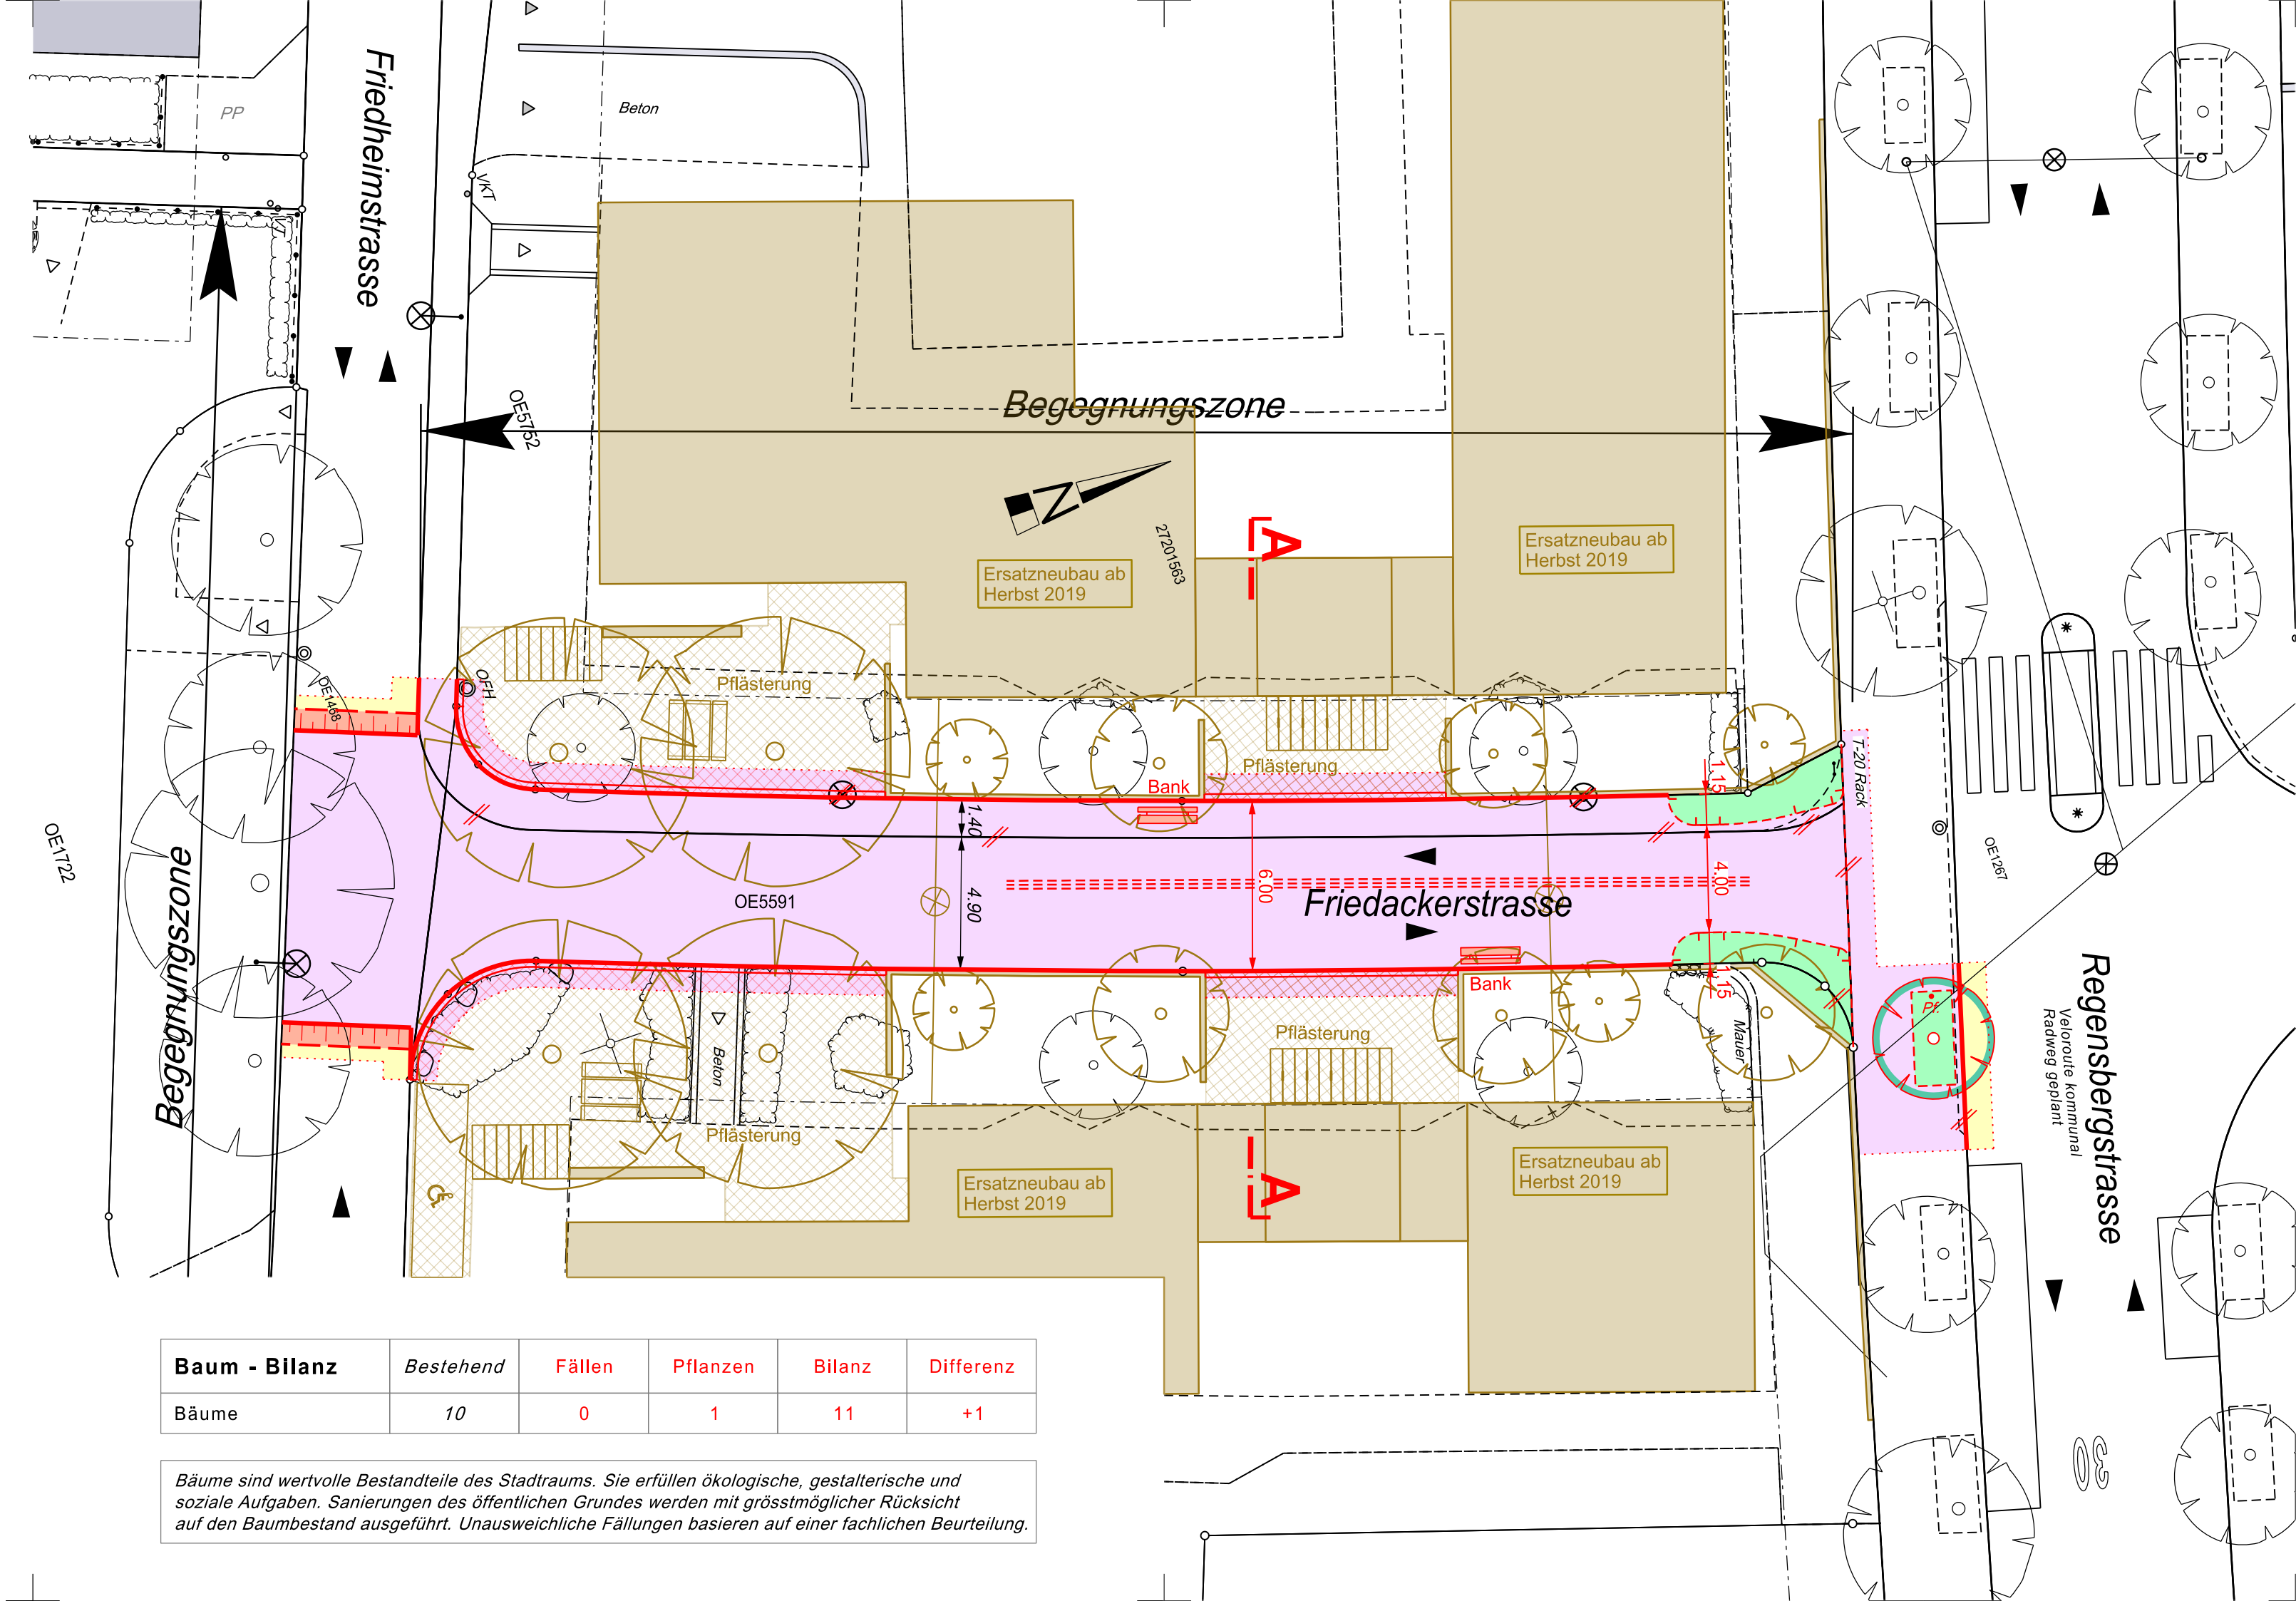 PP
Friedheimstrasse
Beton
VKT
VT
OE5752
Begegnungszone
N
27201563
A
Ersatzneubau ab
Herbst 2019
Ersatzneubau ab
Herbst 2019
OE1468
OFH
Pflästerung
Pflästerung
Bank
1.40
4.90
6.00
1.15
4.00
1.15
T-20 Rack
OE1267
OE1722
Begegnungszone
OE5591
Friedackerstrasse
Bank
Beton
Pflästerung
Pflästerung
Mauer
Pf.
Regensbergstrasse
Veloroute kommunal
Radweg geplant
A
Ersatzneubau ab
Herbst 2019
Ersatzneubau ab
Herbst 2019
30
Baum - Bilanz Bestehend Fällen Pflanzen Bilanz Differenz
Bäume 10 0 1 11 +1
Bäume sind wertvolle Bestandteile des Stadtraums. Sie erfüllen ökologische, gestalterische und
soziale Aufgaben. Sanierungen des öffentlichen Grundes werden mit grösstmöglicher Rücksicht
auf den Baumbestand ausgeführt. Unausweichliche Fällungen basieren auf einer fachlichen Beurteilung.